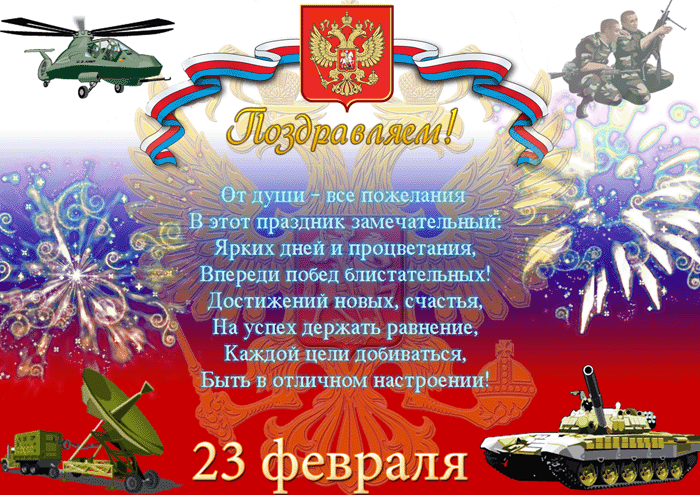 Поздравляем!
От души – все пожелания
В этот праздник замечательный:
Ярких дней и процветания,
Впереди побед блистательных!
Достижений новых, счастья,
На успех держать равнение,
Каждой цели добиваться,
Быть в отличном настроении!
23 февраля